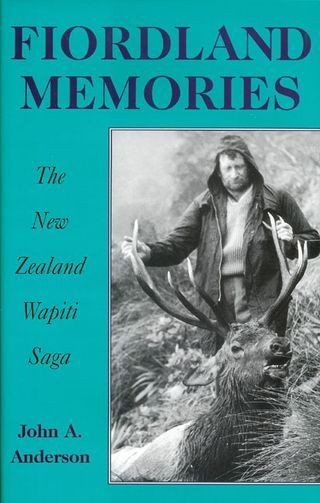 FIORDLAND
MEMORIES
The
New
Zealand
Wapiti
Saga
John A.
Anderson